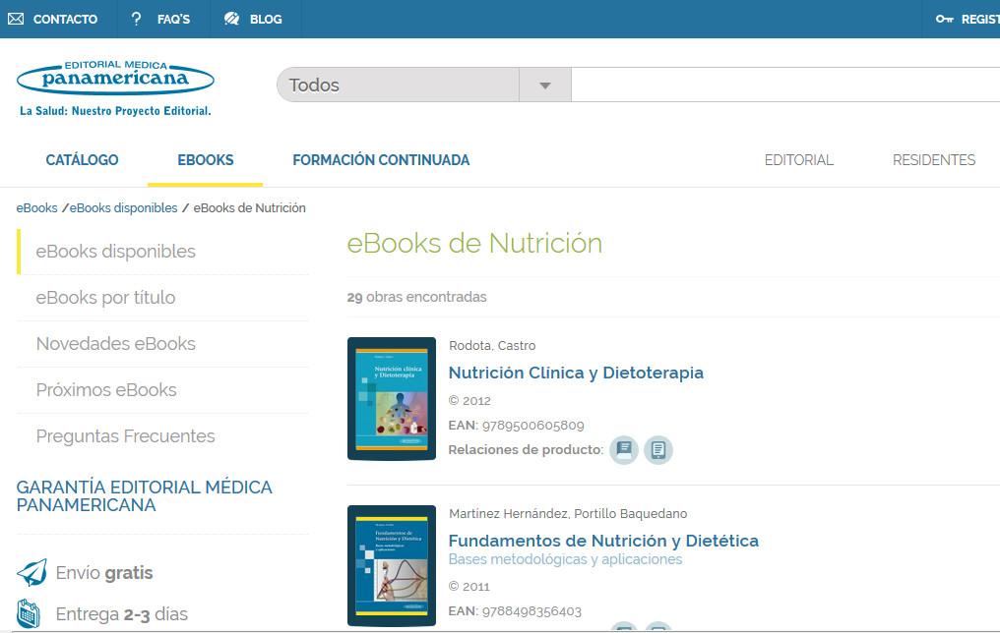 CONTACTO
? FAQ'S
BLOG
REGIST
EDITORIAL MEDICA
panamericana
La Salud: Nuestro Proyecto Editorial.
Todos
CATÁLOGO
EBOOKS
FORMACIÓN CONTINUADA
EDITORIAL
RESIDENTES
eBooks /eBooks disponibles / eBooks de Nutrición
eBooks disponibles
eBooks por título
Novedades eBooks
Próximos eBooks
Preguntas Frecuentes
GARANTÍA EDITORIAL MÉDICA
PANAMERICANA
Envío gratis
Entrega 2-3 días
eBooks de Nutrición
29 obras encontradas
Nutrición clínica
y Dietoterapia
Rodota, Castro
Nutrición Clínica y Dietoterapia
© 2012
EAN: 9789500605809
Relaciones de producto:
Fundamentos de
Nutrición y Dietética
Bases metodológicas
y aplicaciones
Martínez Hernández, Portillo Baquedano
Fundamentos de Nutrición y Dietética
Bases metodológicas y aplicaciones
© 2011
EAN: 9788498356403